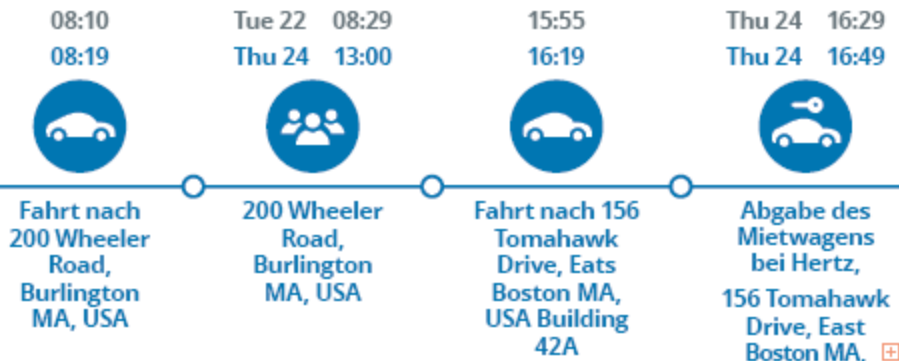 08:10
08:19
Fahrt nach
200 Wheeler
Road,
Burlington
MA, USA
Tue 22 08:29
Thu 24 13:00
200 Wheeler
Road,
Burlington
MA, USA
15:55
16:19
Fahrt nach 156
Tomahawk
Drive, Eats
Boston MA,
USA Building
42A
Thu 24 16:29
Thu 24 16:49
Abgabe des
Mietwagens
bei Hertz,
156 Tomahawk
Drive, East
Boston MA,